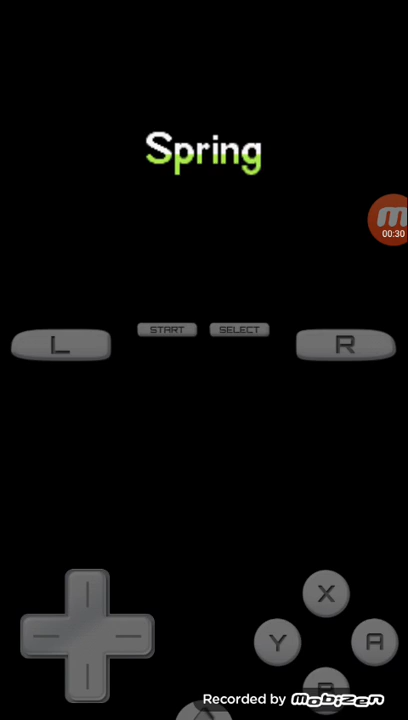 Spring
00:30
START SELECT
L R
X
Y A
B
Recorded by Mobizen